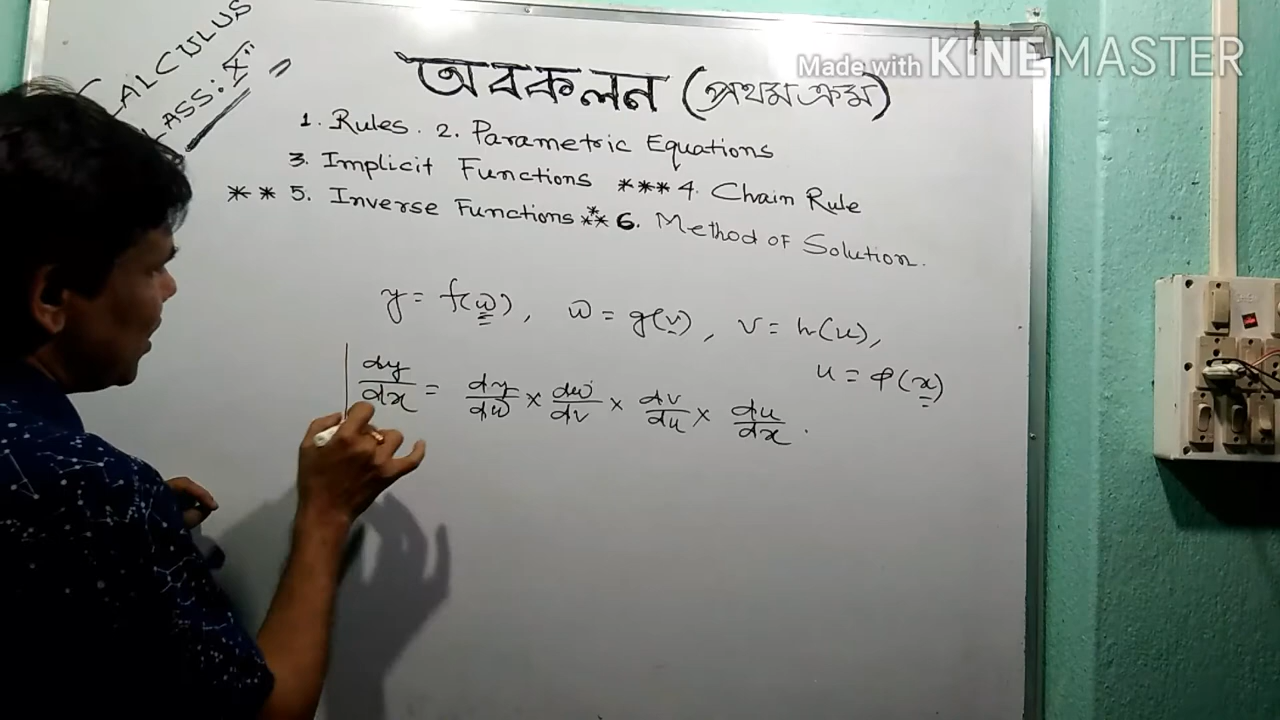 CALCULUS
CLASS: X"
অবকলন (প্রথম ক্রম)
Made with KINEMASTER
1. Rules. 2. Parametric Equations
3. Implicit Functions *** 4. Chain Rule
** 5. Inverse Functions *** 6. Method of Solution.
y = f(w), w = g(v), v = h(u),
u = φ(x)
dy/dx = dy/dw × dw/dv × dv/du × du/dx .